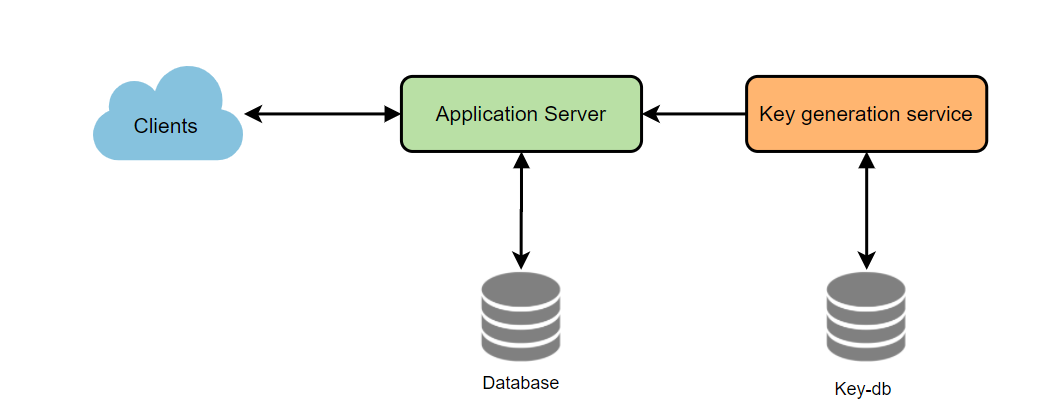 Clients
Application Server
Key generation service
Database
Key-db